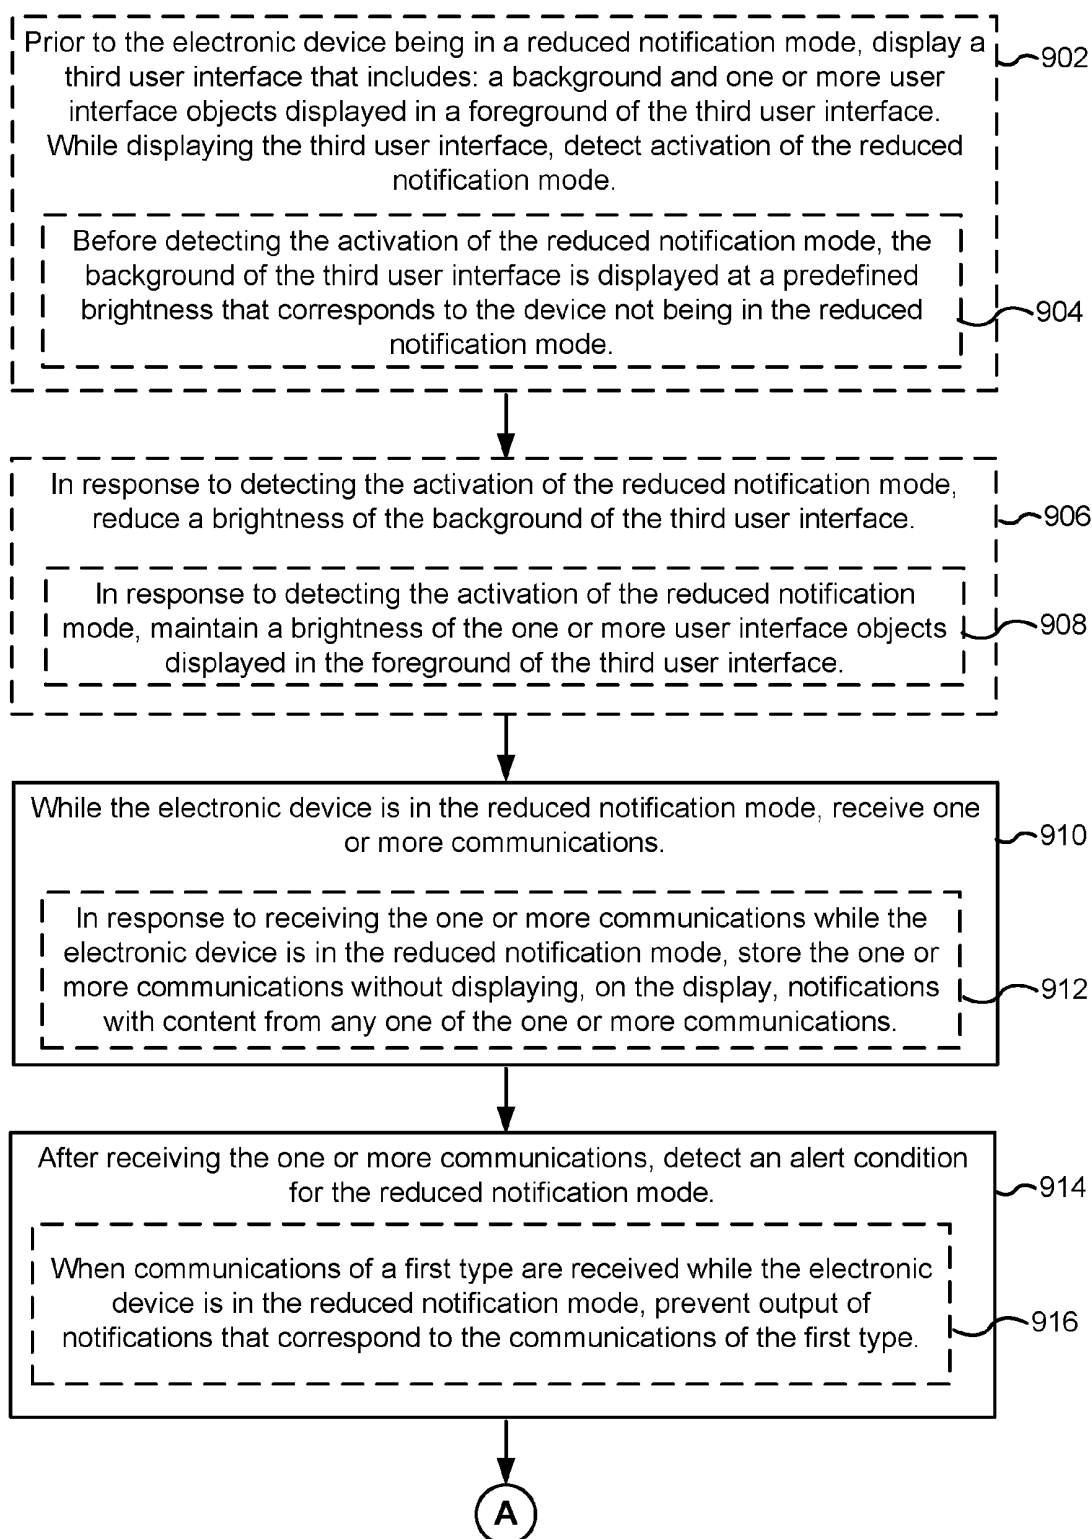 Prior to the electronic device being in a reduced notification mode, display a
third user interface that includes: a background and one or more user
interface objects displayed in a foreground of the third user interface.
While displaying the third user interface, detect activation of the reduced
notification mode.
902
Before detecting the activation of the reduced notification mode, the
background of the third user interface is displayed at a predefined
brightness that corresponds to the device not being in the reduced
notification mode.
904
In response to detecting the activation of the reduced notification mode,
reduce a brightness of the background of the third user interface.
906
In response to detecting the activation of the reduced notification
mode, maintain a brightness of the one or more user interface objects
displayed in the foreground of the third user interface.
908
While the electronic device is in the reduced notification mode, receive one
or more communications.
910
In response to receiving the one or more communications while the
electronic device is in the reduced notification mode, store the one or
more communications without displaying, on the display, notifications
with content from any one of the one or more communications.
912
After receiving the one or more communications, detect an alert condition
for the reduced notification mode.
914
When communications of a first type are received while the electronic
device is in the reduced notification mode, prevent output of
notifications that correspond to the communications of the first type.
916
A